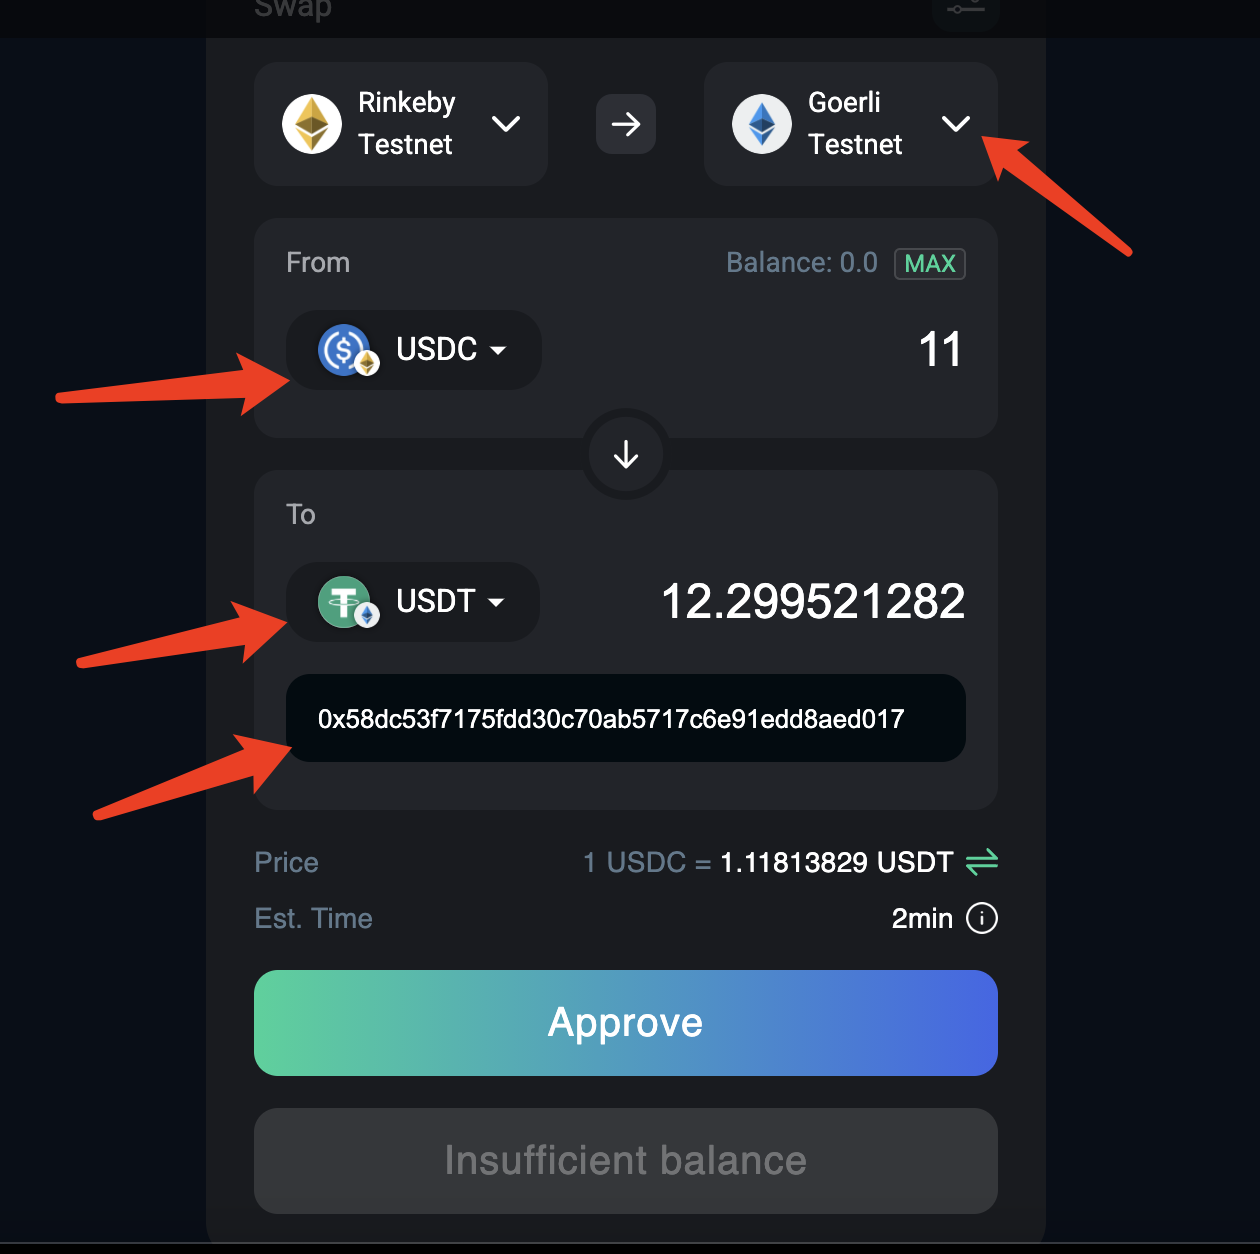 Swap
Rinkeby
Testnet
Goerli
Testnet
From
Balance: 0.0 MAX
USDC
11
To
USDT
12.299521282
0x58dc53f7175fdd30c70ab5717c6e91edd8aed017
Price
1 USDC = 1.11813829 USDT
Est. Time
2min
Approve
Insufficient balance